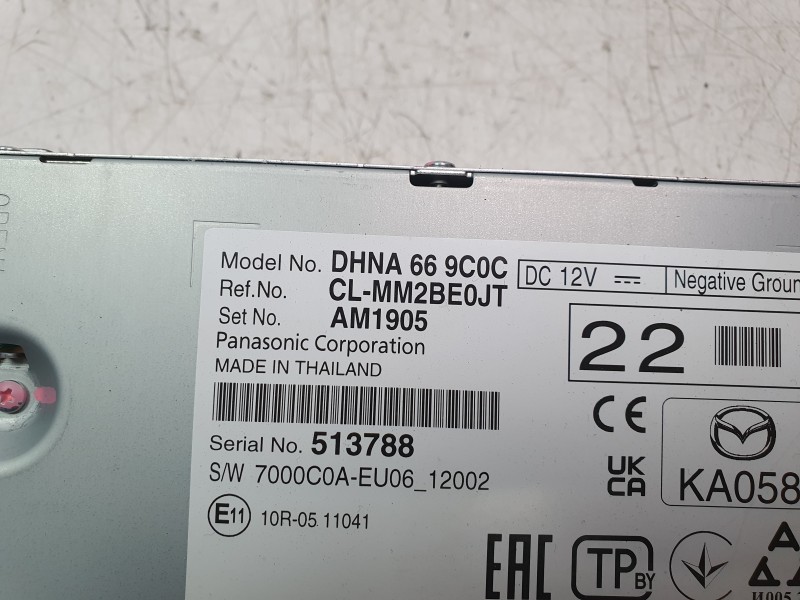 Model No. DHNA 66 9C0C
DC 12V
Negative Groun
Ref.No. CL-MM2BE0JT
Set No. AM1905
22
Panasonic Corporation
MADE IN THAILAND
CE
Serial No. 513788
S/W 7000C0A-EU06_12002
UK
CA
KA058
E11 10R-05 11041
EAC
TP BY
И005